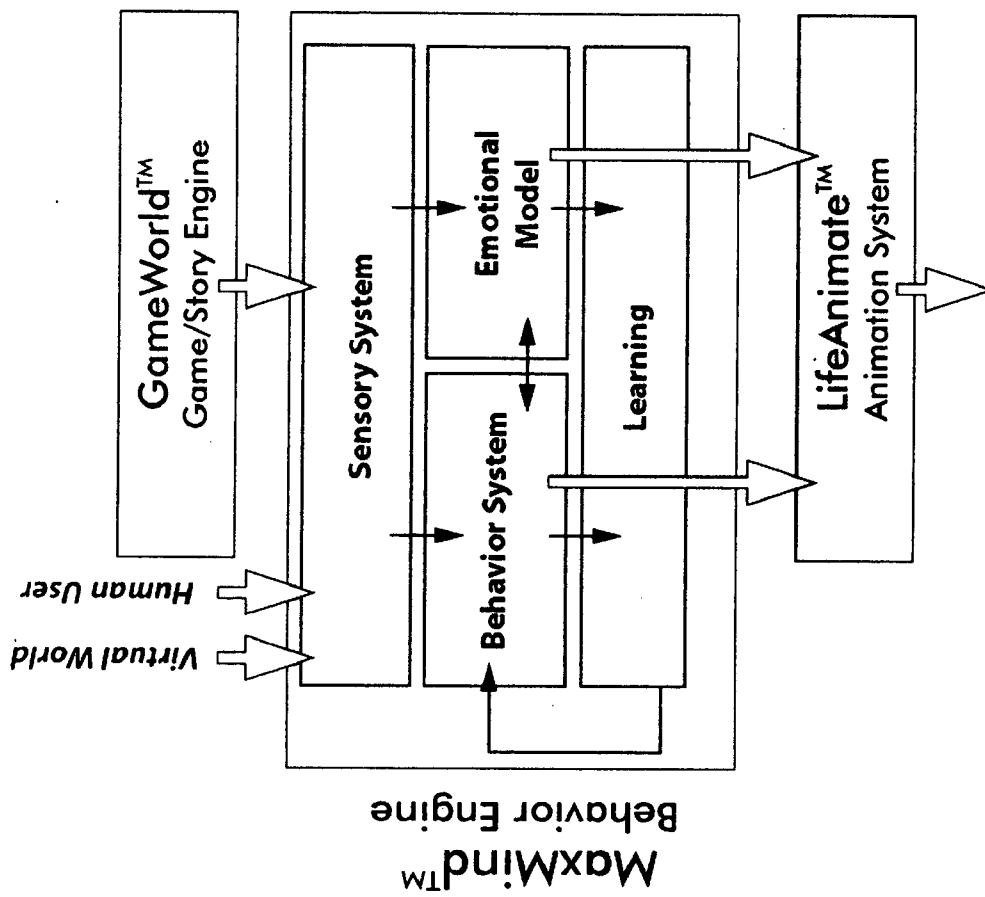 GameWorld™
Game/Story Engine
Virtual World
Human User
Sensory System
Behavior System
Emotional
Model
Learning
MaxMind™
Behavior Engine
LifeAnimate™
Animation System